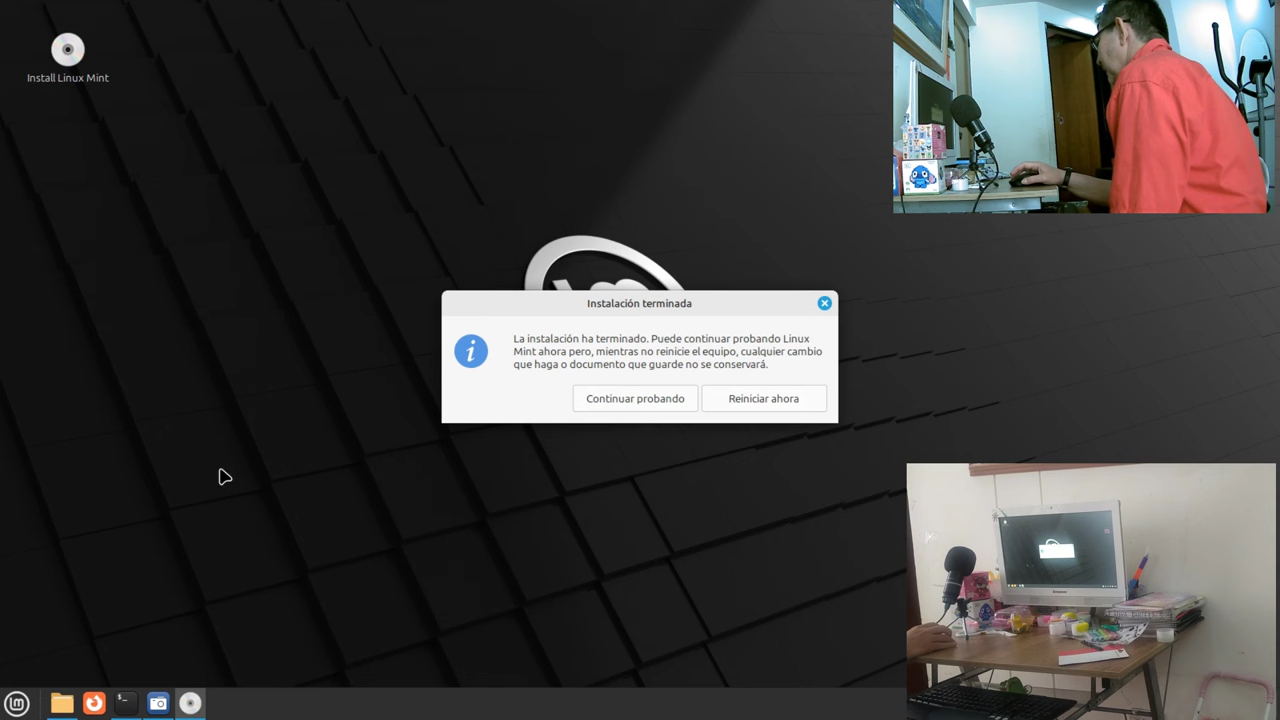 Install Linux Mint
Instalación terminada
La instalación ha terminado. Puede continuar probando Linux
Mint ahora pero, mientras no reinicie el equipo, cualquier cambio
que haga o documento que guarde no se conservará.
Continuar probando
Reiniciar ahora